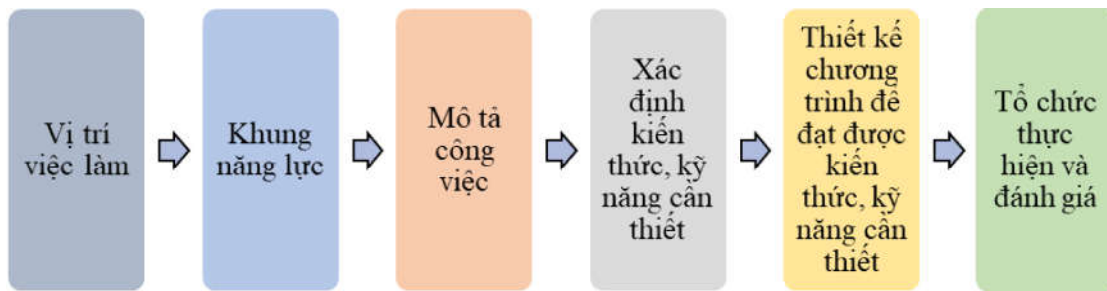 Vị trí
việc làm
Khung
năng lực
Mô tả
công
việc
Xác
định
kiến
thức, kỹ
năng cần
thiết
Thiết kế
chương
trình để
đạt được
kiến
thức, kỹ
năng cần
thiết
Tổ chức
thực
hiện và
đánh giá